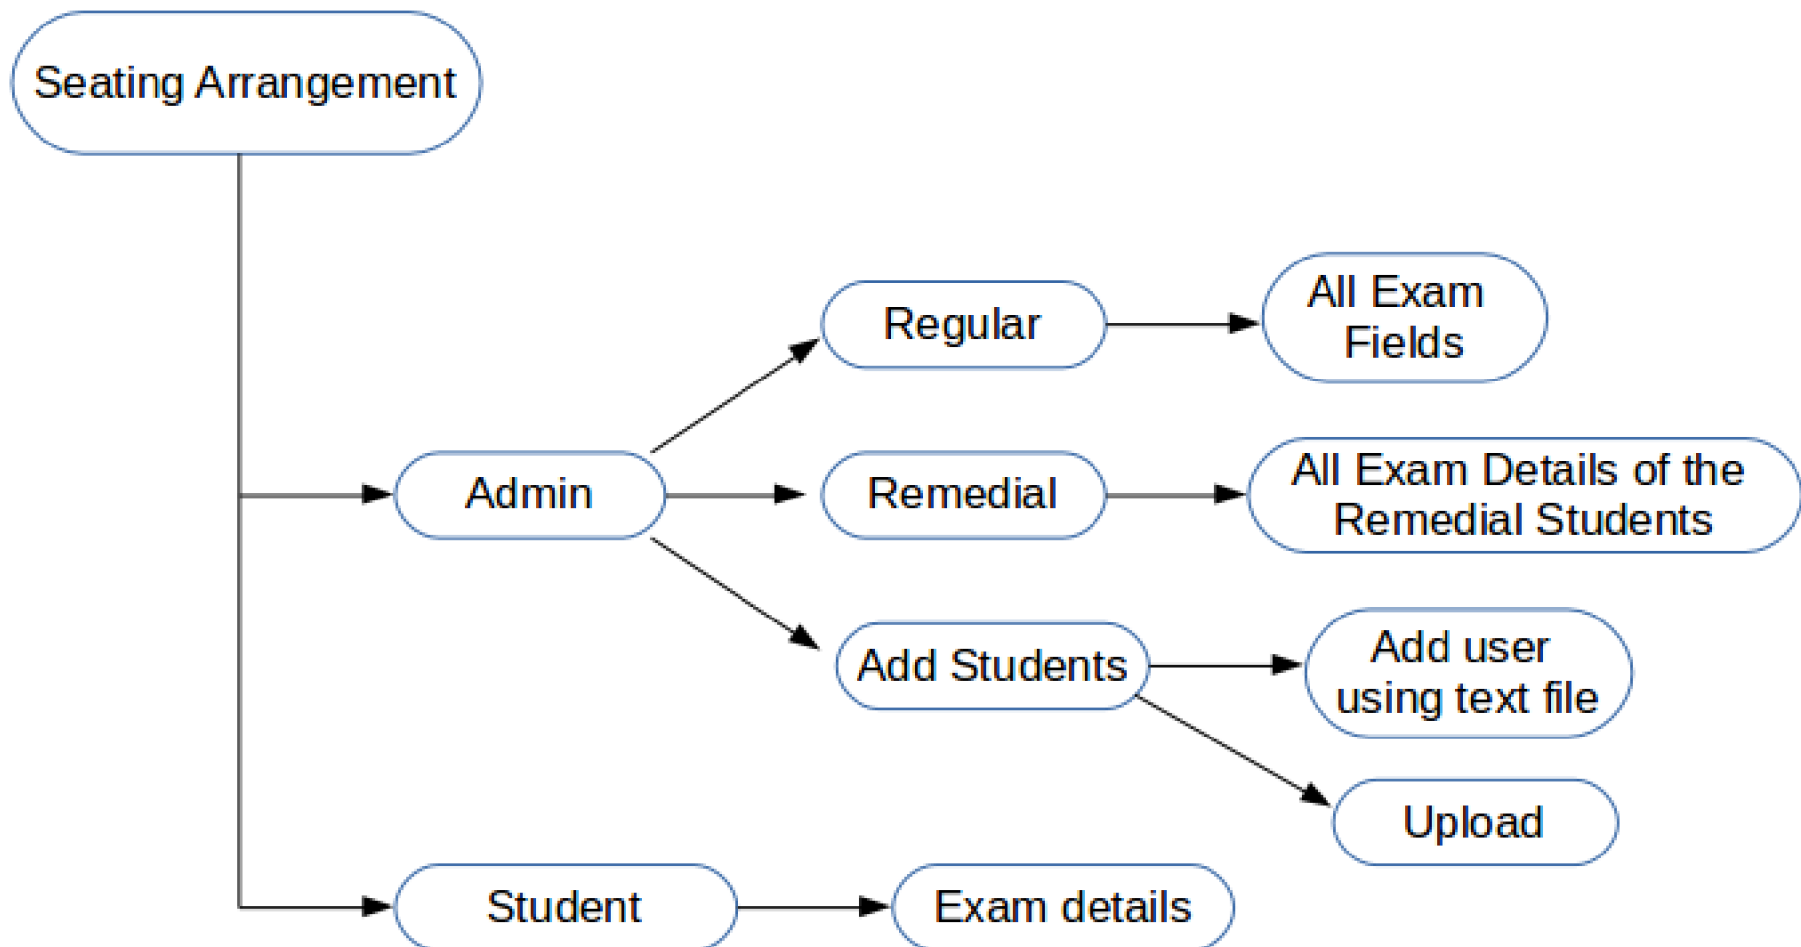 Seating Arrangement
Regular
All Exam
Fields
Admin
Remedial
All Exam Details of the
Remedial Students
Add Students
Add user
using text file
Upload
Student
Exam details